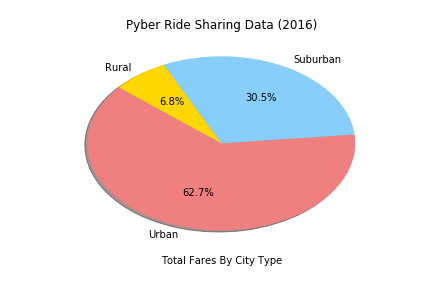 Pyber Ride Sharing Data (2016)
Suburban
Rural
30.5%
6.8%
62.7%
Urban
Total Fares By City Type